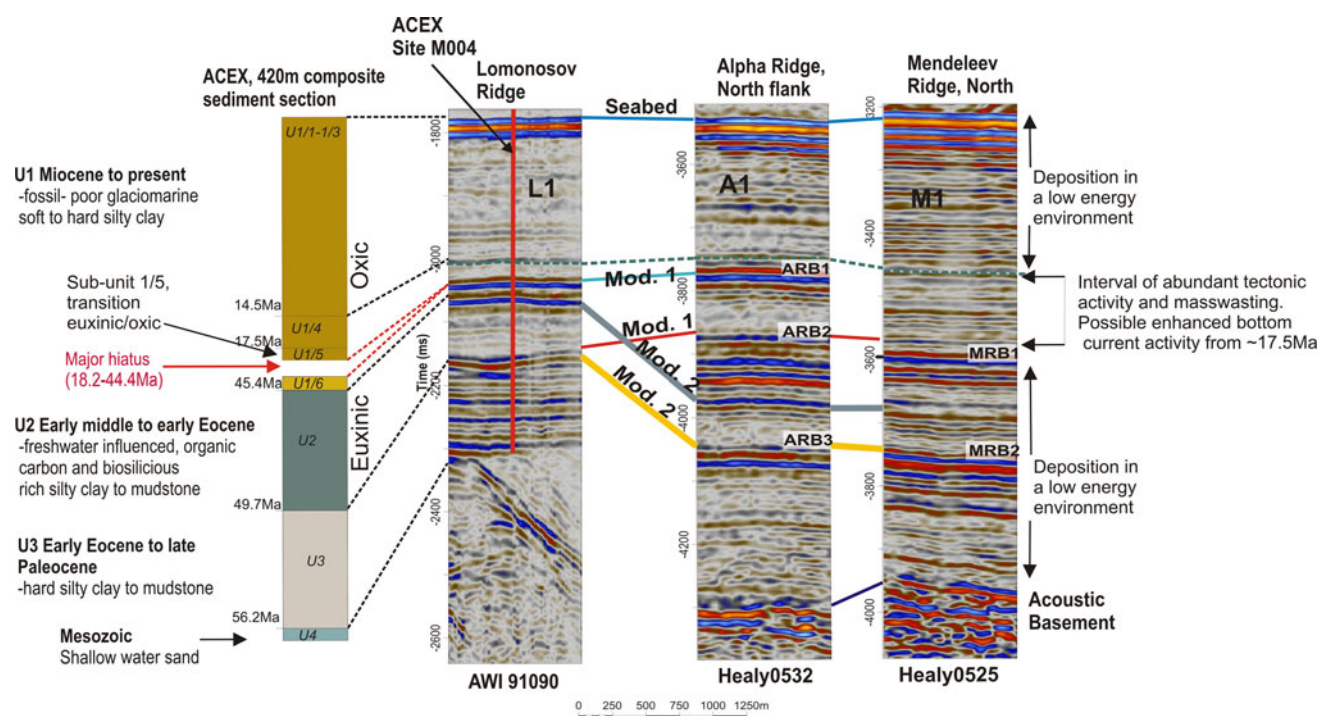 ACEX
Site M004
ACEX, 420m composite
sediment section
Lomonosov
Ridge
Seabed
Alpha Ridge,
North flank
Mendeleev
Ridge, North
U1 Miocene to present
-fossil- poor glaciomarine
soft to hard silty clay
Sub-unit 1/5,
transition
euxinic/oxic
Major hiatus
(18.2-44.4Ma)
U2 Early middle to early Eocene
-freshwater influenced, organic
carbon and biosilicious
rich silty clay to mudstone
U3 Early Eocene to late
Paleocene
-hard silty clay to mudstone
Mesozoic
Shallow water sand
U1/1-1/3
14.5Ma
U1/4
17.5Ma
U1/5
45.4Ma
U1/6
U2
49.7Ma
U3
56.2Ma
U4
Oxic
Euxinic
Time (ms)
-1800
-2000
-2200
-2400
-2600
L1
AWI 91090
Mod. 1
Mod. 1
Mod. 2
Mod. 2
-3600
-3800
-4000
-4200
A1
ARB1
ARB2
ARB3
Healy0532
-3200
-3400
-3600
-3800
-4000
M1
MRB1
MRB2
Healy0525
Deposition in
a low energy
environment
Interval of abundant tectonic
activity and masswasting.
Possible enhanced bottom
current activity from ~17.5Ma
Deposition in
a low energy
environment
Acoustic
Basement
0 250 500 750 1000 1250m